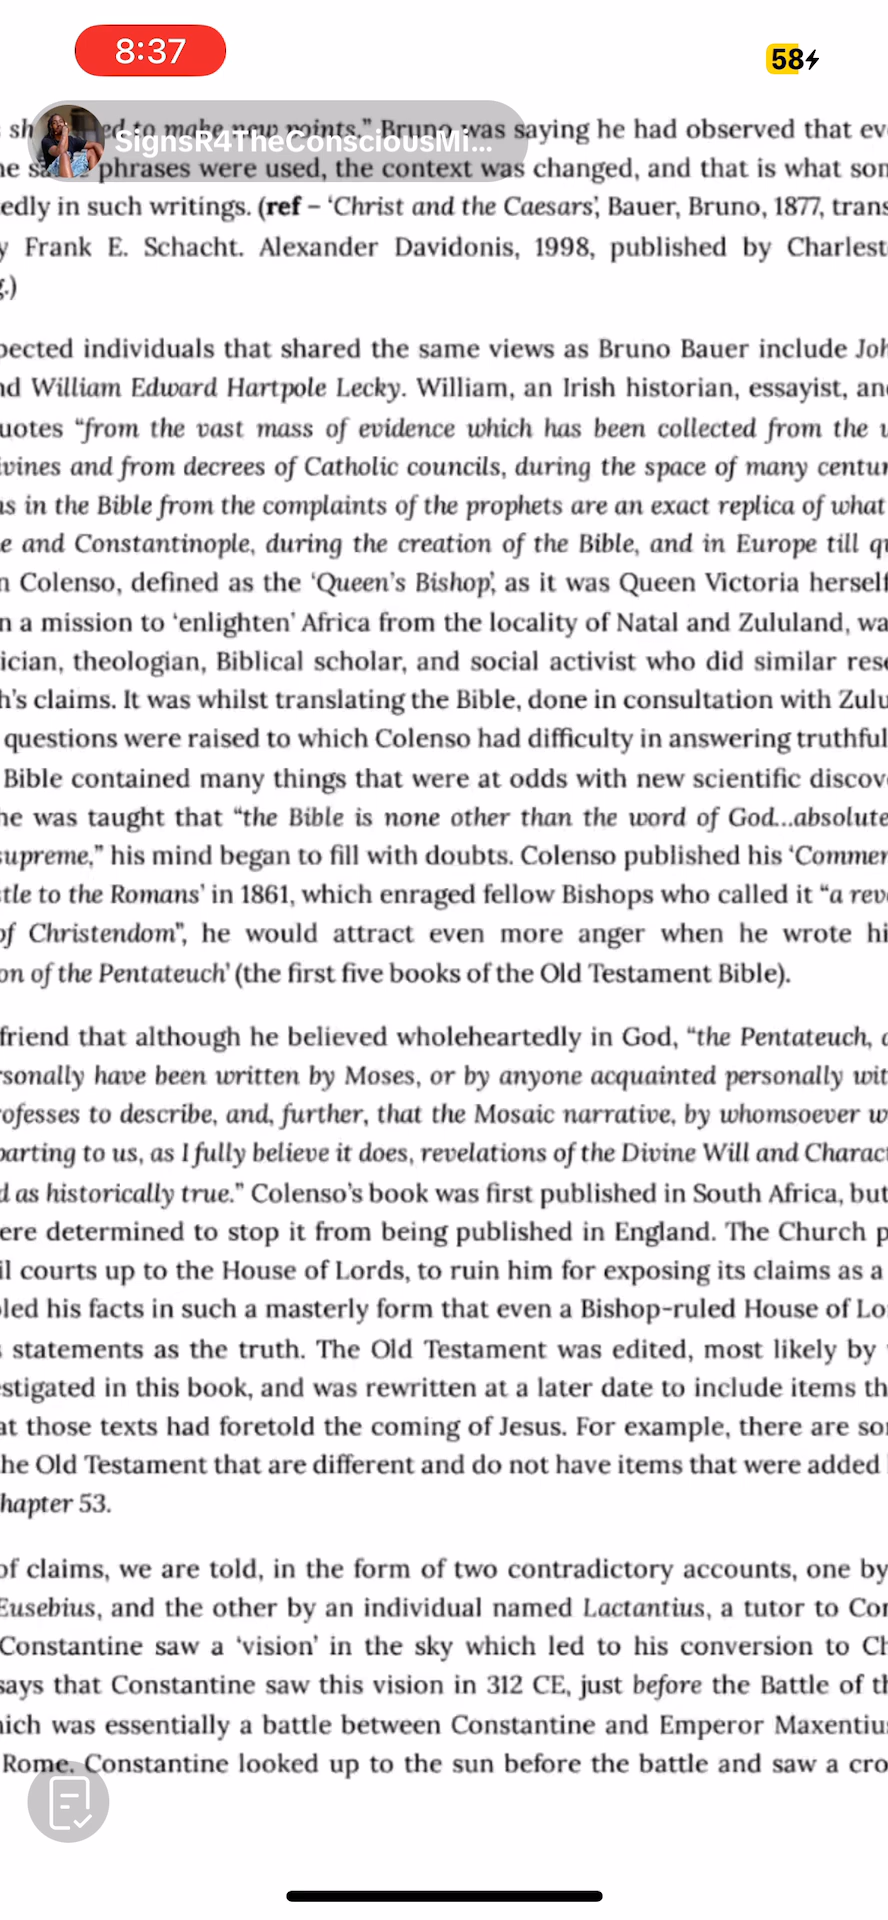 8:37
58
SignsR4TheConsciousMi...
to make new points." Bruno was saying he had observed that ev
phrases were used, the context was changed, and that is what som
edly in such writings. (ref – 'Christ and the Caesars', Bauer, Bruno, 1877, trans
y Frank E. Schacht. Alexander Davidonis, 1998, published by Charlest
g.)
pected individuals that shared the same views as Bruno Bauer include Joh
nd William Edward Hartpole Lecky. William, an Irish historian, essayist, an
uotes "from the vast mass of evidence which has been collected from the
ivines and from decrees of Catholic councils, during the space of many centur
ns in the Bible from the complaints of the prophets are an exact replica of what
e and Constantinople, during the creation of the Bible, and in Europe till q
n Colenso, defined as the 'Queen's Bishop', as it was Queen Victoria herself
n a mission to 'enlighten' Africa from the locality of Natal and Zululand, wa
ician, theologian, Biblical scholar, and social activist who did similar rese
h's claims. It was whilst translating the Bible, done in consultation with Zulu
questions were raised to which Colenso had difficulty in answering truthful
Bible contained many things that were at odds with new scientific discov
he was taught that "the Bible is none other than the word of God...absolute
supreme," his mind began to fill with doubts. Colenso published his 'Commen
stle to the Romans' in 1861, which enraged fellow Bishops who called it "a rev
of Christendom", he would attract even more anger when he wrote hi
on of the Pentateuch' (the first five books of the Old Testament Bible).
friend that although he believed wholeheartedly in God, "the Pentateuch,
rsonally have been written by Moses, or by anyone acquainted personally wit
rofesses to describe, and, further, that the Mosaic narrative, by whomsoever w
parting to us, as I fully believe it does, revelations of the Divine Will and Charact
d as historically true." Colenso's book was first published in South Africa, but
ere determined to stop it from being published in England. The Church p
il courts up to the House of Lords, to ruin him for exposing its claims as a
led his facts in such a masterly form that even a Bishop-ruled House of Lo
statements as the truth. The Old Testament was edited, most likely by
estigated in this book, and was rewritten at a later date to include items th
at those texts had foretold the coming of Jesus. For example, there are so
he Old Testament that are different and do not have items that were added
hapter 53.
of claims, we are told, in the form of two contradictory accounts, one by
Eusebius, and the other by an individual named Lactantius, a tutor to Con
Constantine saw a 'vision' in the sky which led to his conversion to Ch
says that Constantine saw this vision in 312 CE, just before the Battle of th
hich was essentially a battle between Constantine and Emperor Maxentiu
Rome. Constantine looked up to the sun before the battle and saw a cro